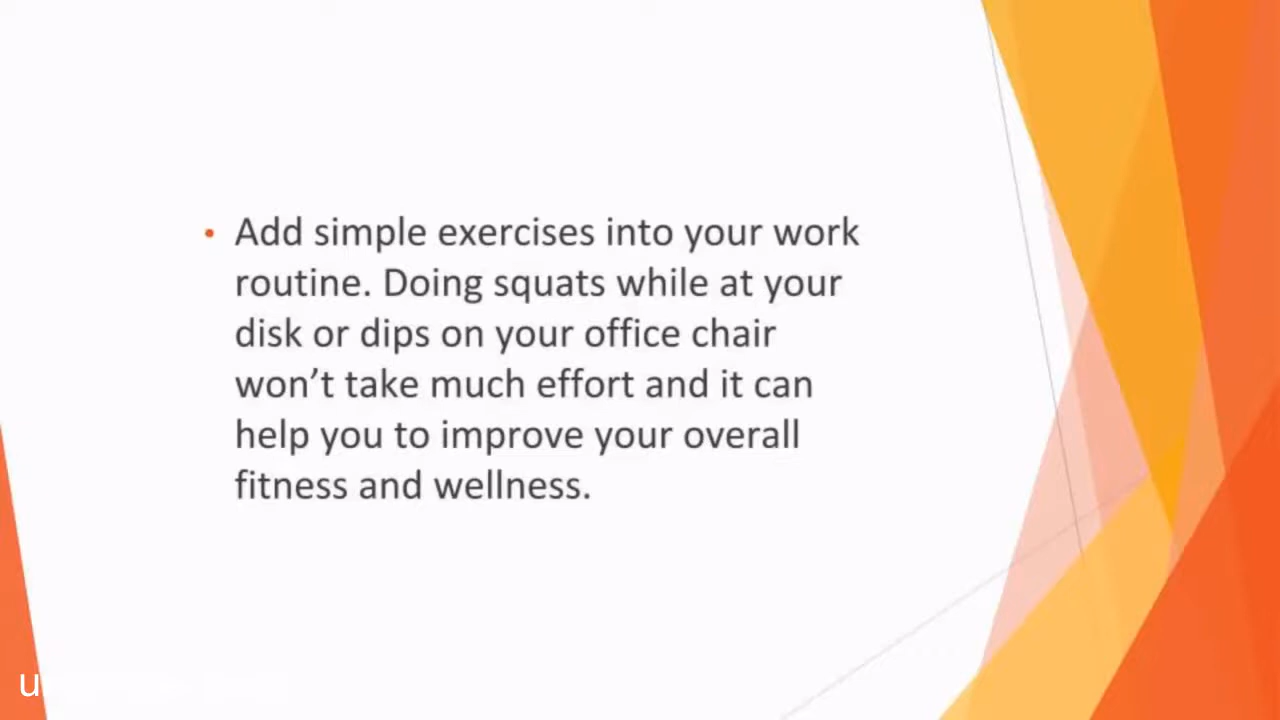 • Add simple exercises into your work
routine. Doing squats while at your
disk or dips on your office chair
won't take much effort and it can
help you to improve your overall
fitness and wellness.